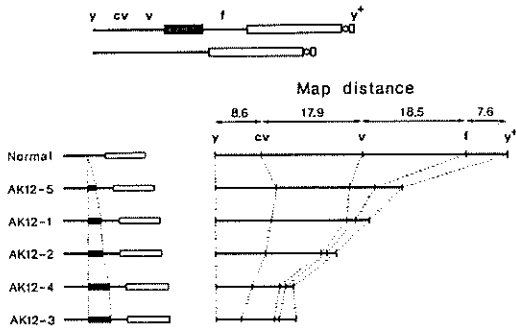 y cv v f y+
Map distance
8.6 17.9 18.5 7.6
y cv v f y+
Normal
AK12-5
AK12-1
AK12-2
AK12-4
AK12-3